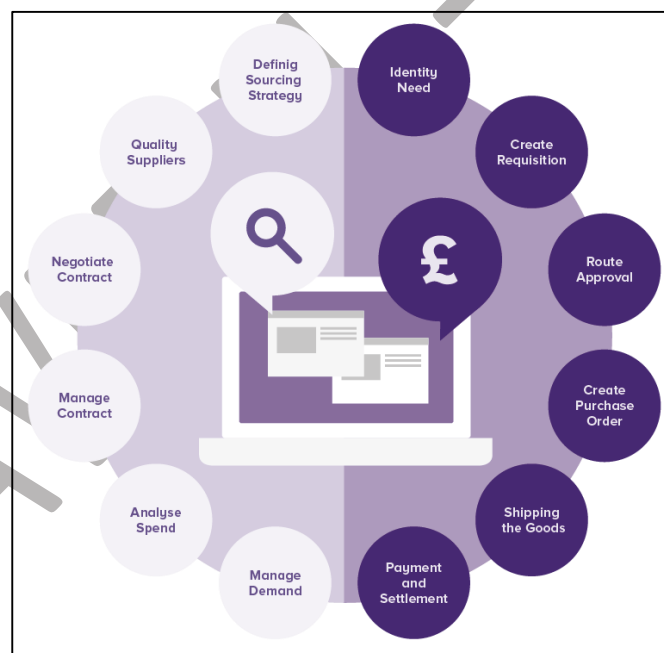 Definig
Sourcing
Strategy
Identity
Need
Quality
Suppliers
Create
Requisition
£
Negotiate
Contract
Route
Approval
Manage
Contract
Create
Purchase
Order
Analyse
Spend
Shipping
the Goods
Manage
Demand
Payment
and
Settlement